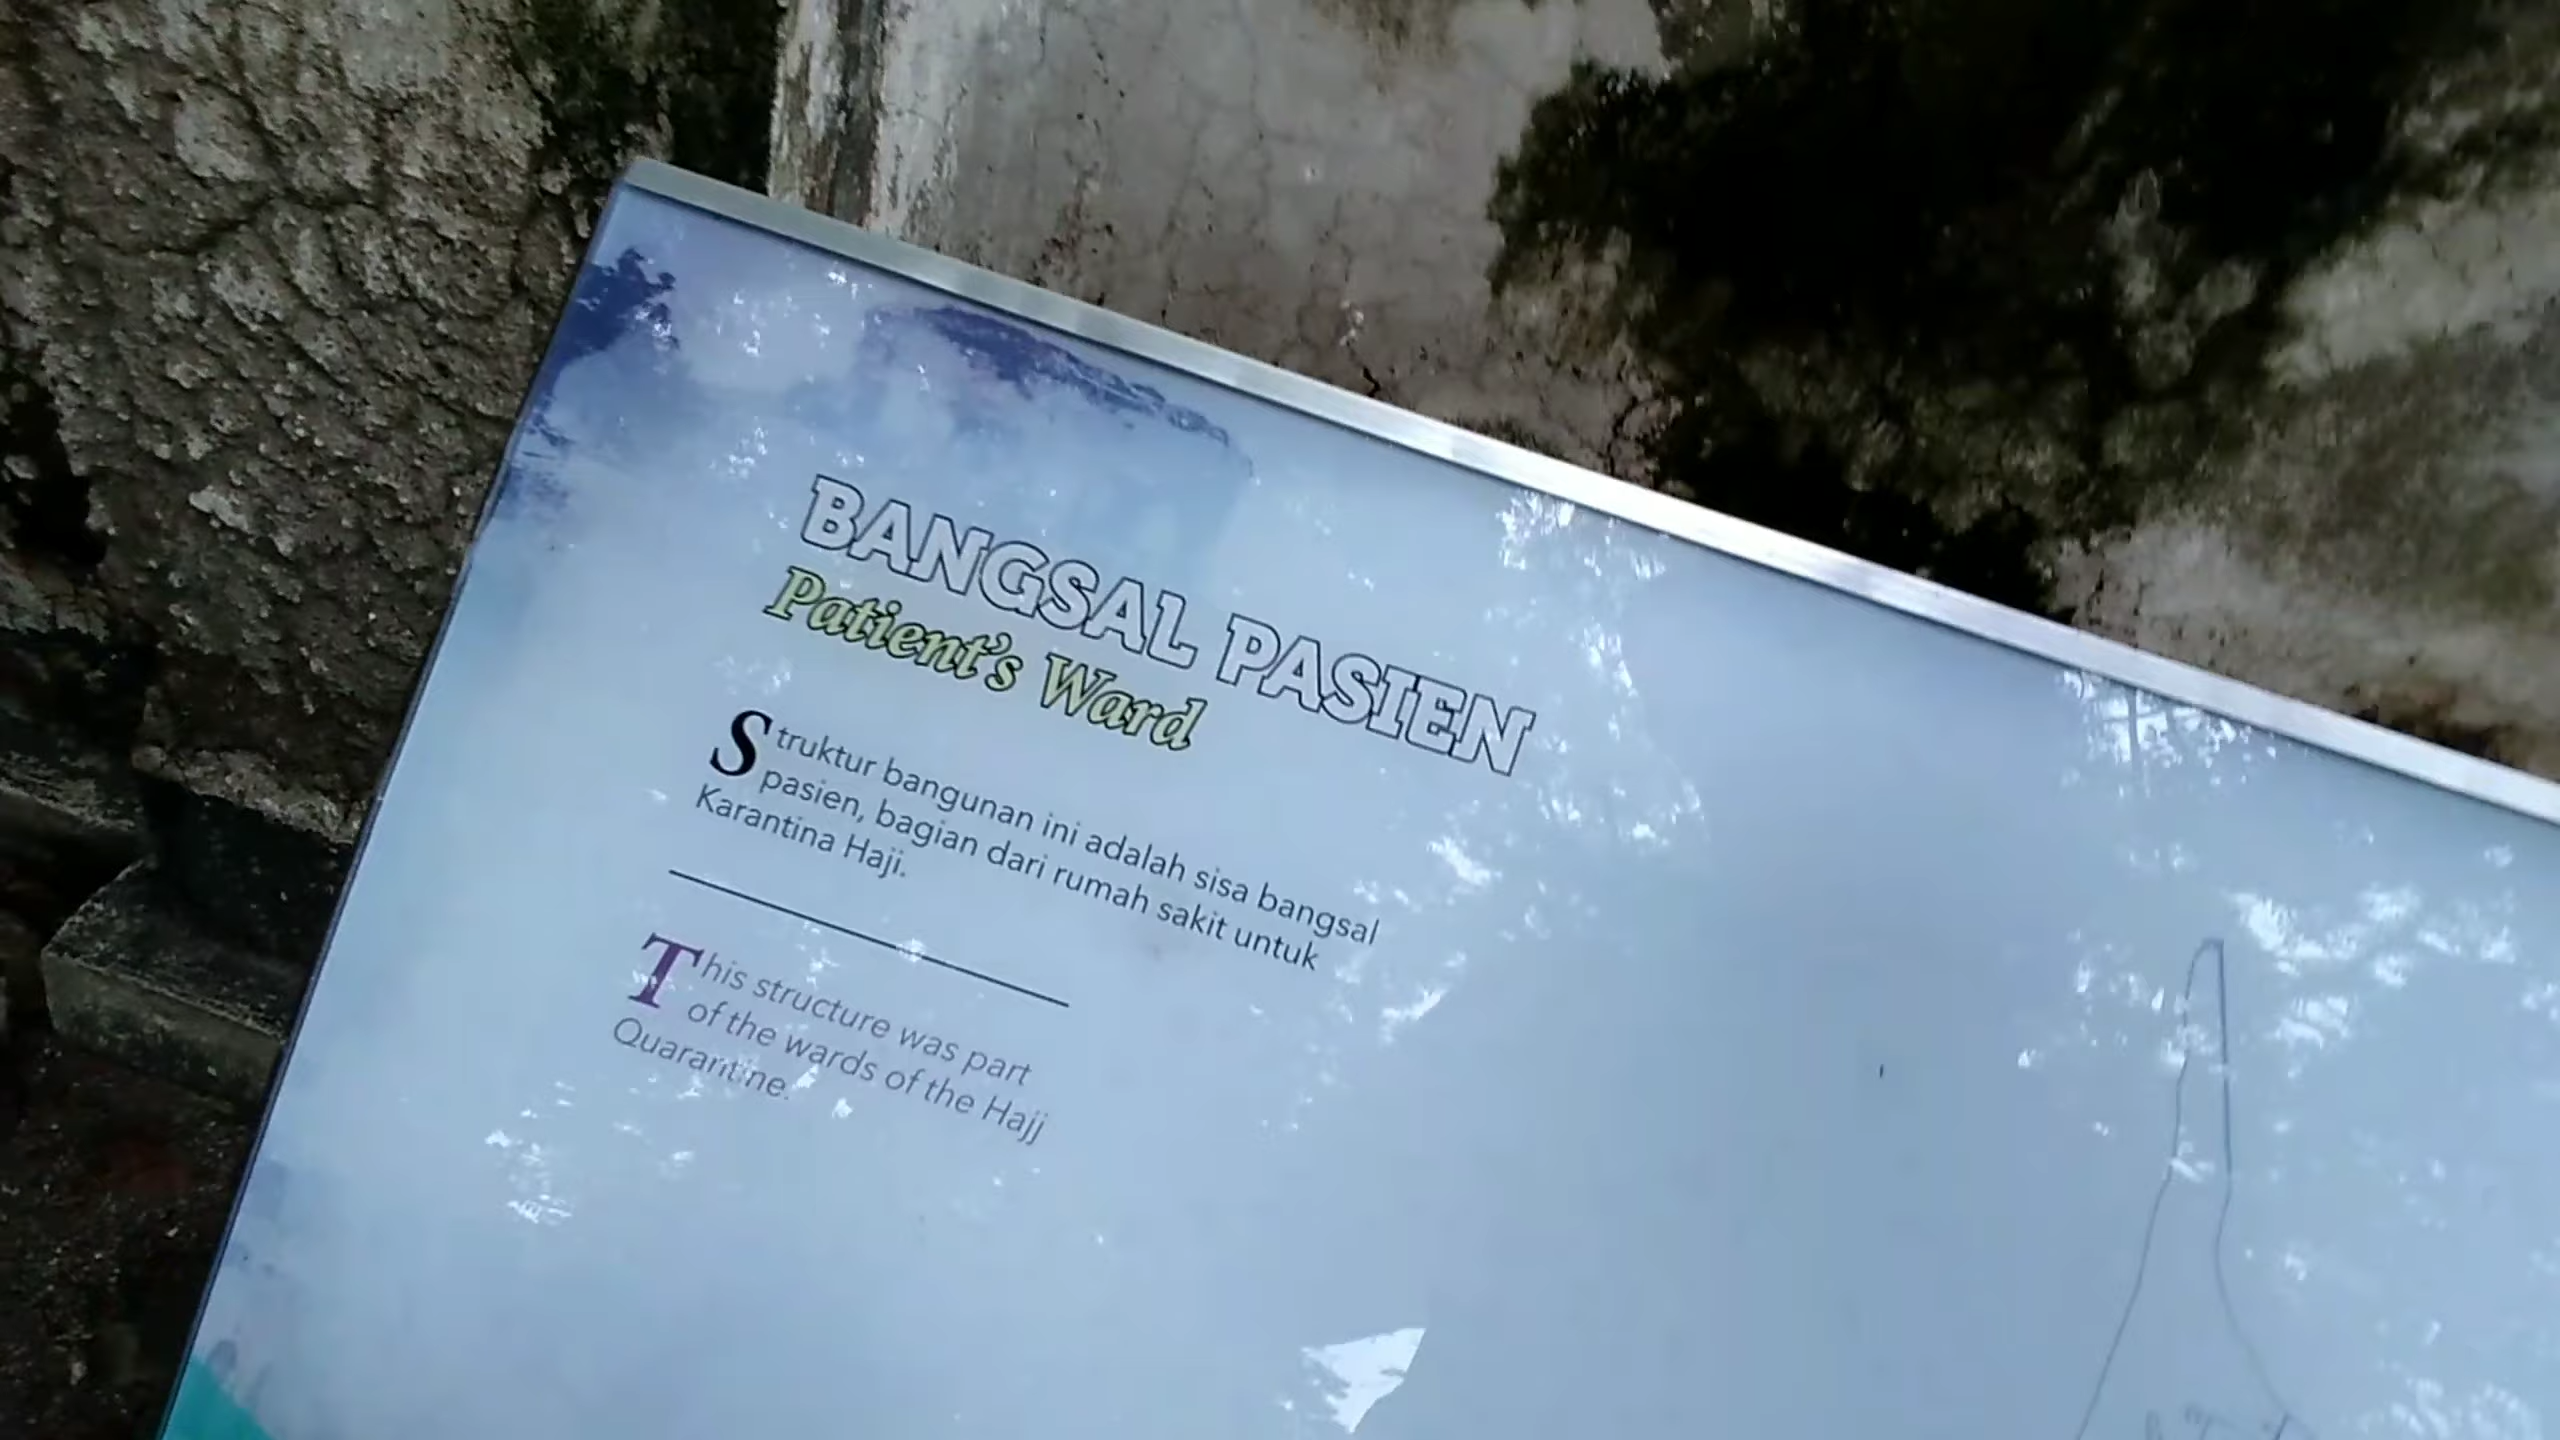 BANGSAL PASIEN
Patient's Ward
Struktur bangunan ini adalah sisa bangsal
pasien, bagian dari rumah sakit untuk
Karantina Haji.
This structure was part
of the wards of the Hajj
Quarantine.